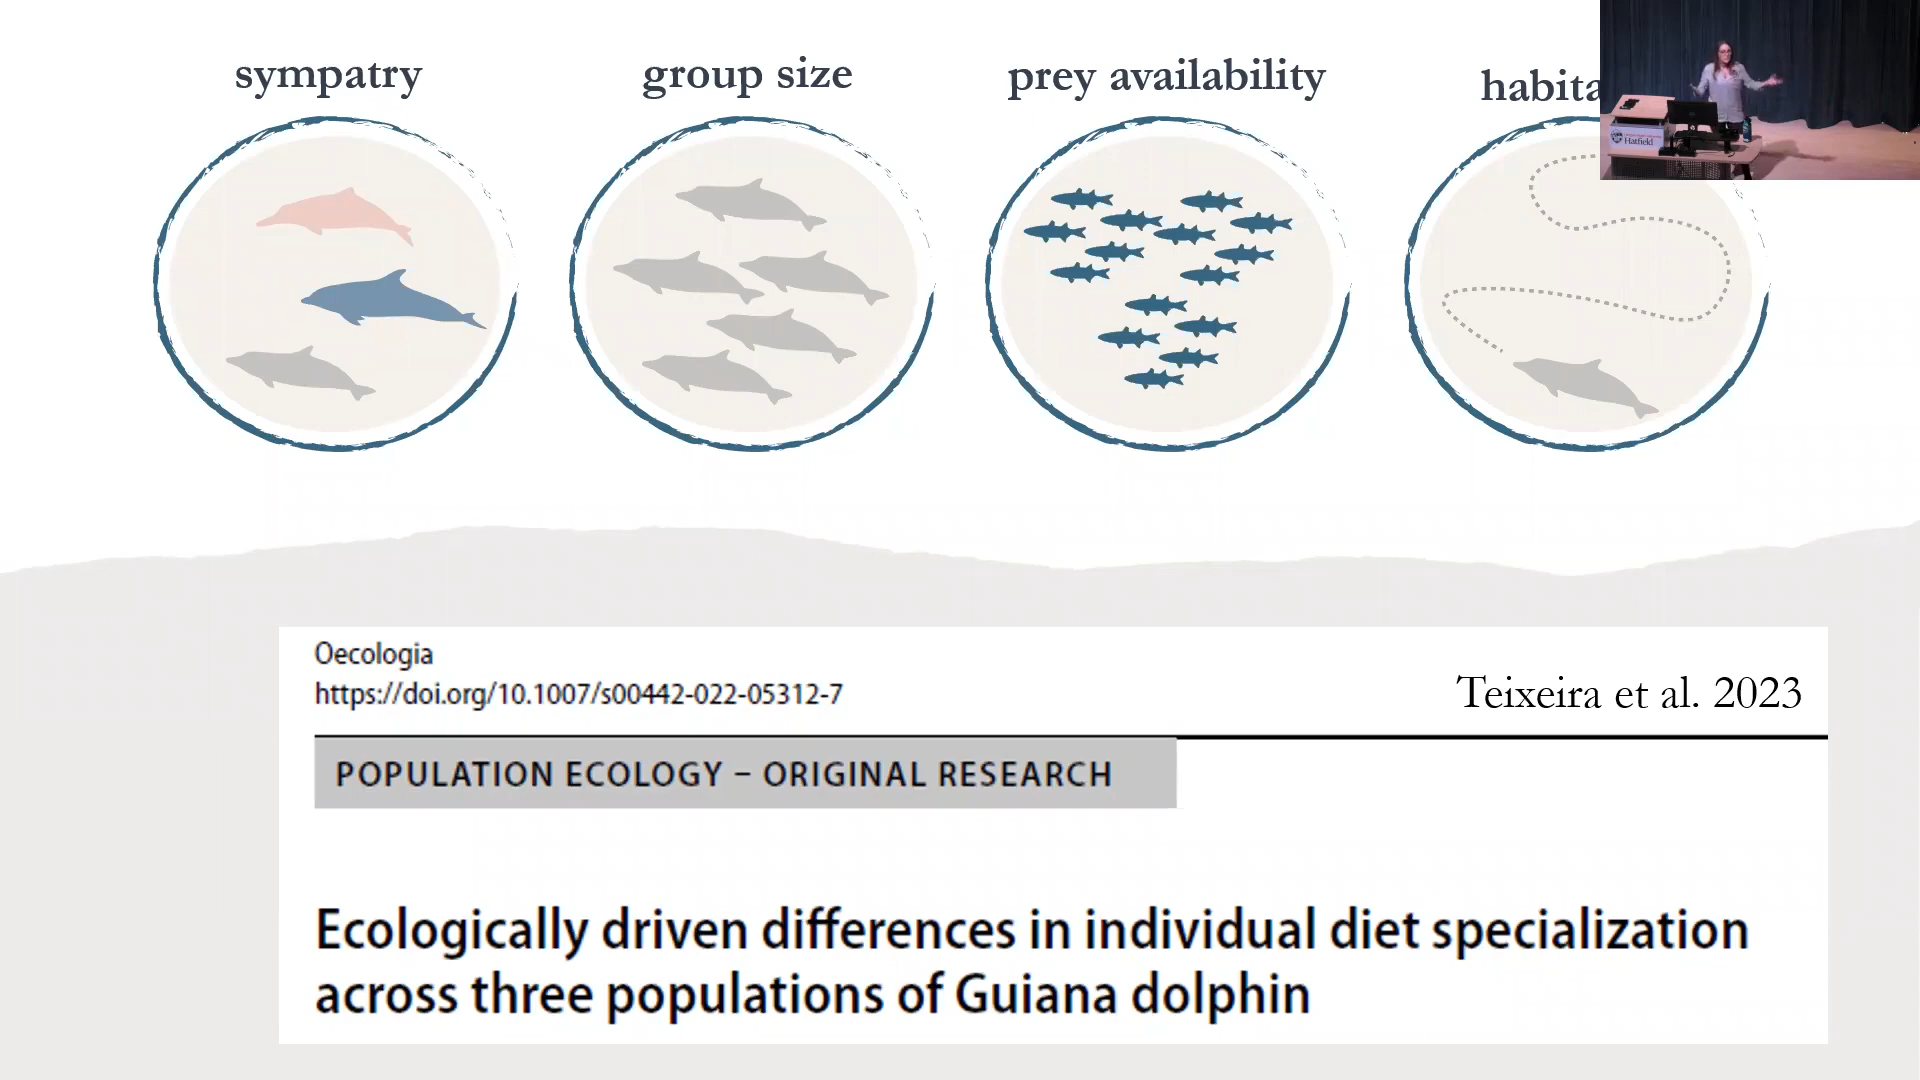 sympatry
group size
prey availability
Hatfield
Oecologia
https://doi.org/10.1007/s00442-022-05312-7
Teixeira et al. 2023
POPULATION ECOLOGY – ORIGINAL RESEARCH
Ecologically driven differences in individual diet specialization
across three populations of Guiana dolphin